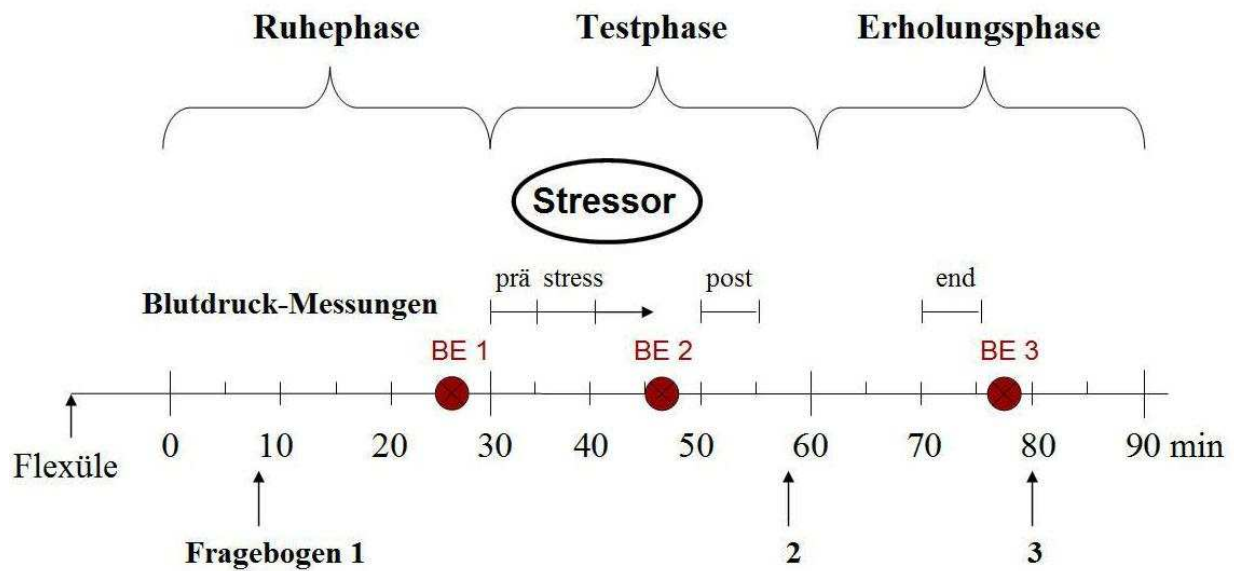 Ruhephase Testphase Erholungsphase
Stressor
prä stress post end
Blutdruck-Messungen
BE 1 BE 2 BE 3
0 10 20 30 40 50 60 70 80 90 min
Flexüle
Fragebogen 1 2 3